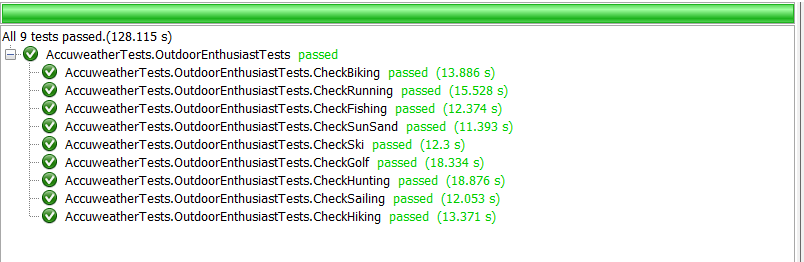 All 9 tests passed.(128.115 s)
AccuweatherTests.OutdoorEnthusiastTests passed
AccuweatherTests.OutdoorEnthusiastTests.CheckBiking passed (13.886 s)
AccuweatherTests.OutdoorEnthusiastTests.CheckRunning passed (15.528 s)
AccuweatherTests.OutdoorEnthusiastTests.CheckFishing passed (12.374 s)
AccuweatherTests.OutdoorEnthusiastTests.CheckSunSand passed (11.393 s)
AccuweatherTests.OutdoorEnthusiastTests.CheckSki passed (12.3 s)
AccuweatherTests.OutdoorEnthusiastTests.CheckGolf passed (18.334 s)
AccuweatherTests.OutdoorEnthusiastTests.CheckHunting passed (18.876 s)
AccuweatherTests.OutdoorEnthusiastTests.CheckSailing passed (12.053 s)
AccuweatherTests.OutdoorEnthusiastTests.CheckHiking passed (13.371 s)